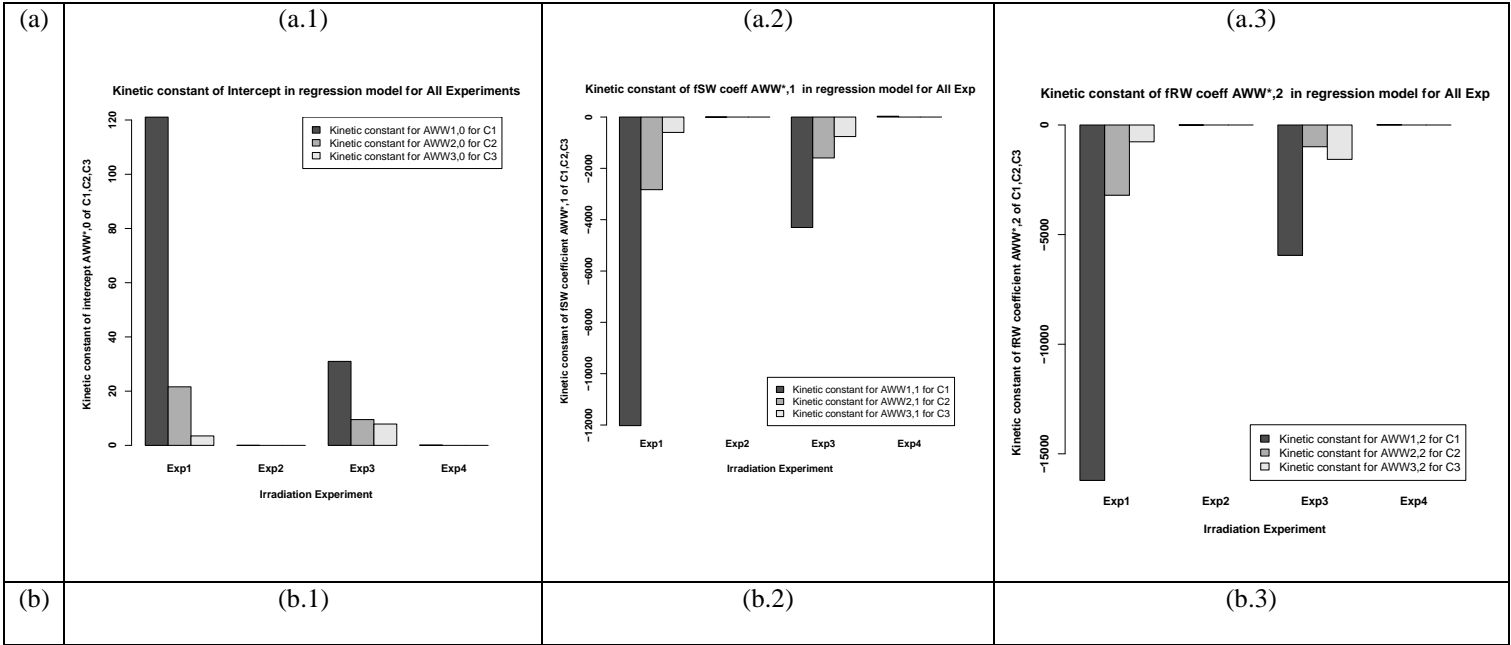 (a)
(a.1)
Kinetic constant of Intercept in regression model for All Experiments
Kinetic constant of intercept AWW*,0 of C1,C2,C3
120
100
80
60
40
20
0
Kinetic constant for AWW1,0 for C1
Kinetic constant for AWW2,0 for C2
Kinetic constant for AWW3,0 for C3
Exp1 Exp2 Exp3 Exp4
Irradiation Experiment
(a.2)
Kinetic constant of fSW coeff AWW*,1 in regression model for All Exp
Kinetic constant of fSW coefficient AWW*,1 of C1,C2,C3
0
−2000
−4000
−6000
−8000
−10000
−12000
Kinetic constant for AWW1,1 for C1
Kinetic constant for AWW2,1 for C2
Kinetic constant for AWW3,1 for C3
Exp1 Exp2 Exp3 Exp4
Irradiation Experiment
(a.3)
Kinetic constant of fRW coeff AWW*,2 in regression model for All Exp
Kinetic constant of fRW coefficient AWW*,2 of C1,C2,C3
0
−5000
−10000
−15000
Kinetic constant for AWW1,2 for C1
Kinetic constant for AWW2,2 for C2
Kinetic constant for AWW3,2 for C3
Exp1 Exp2 Exp3 Exp4
Irradiation Experiment
(b)
(b.1)
(b.2)
(b.3)